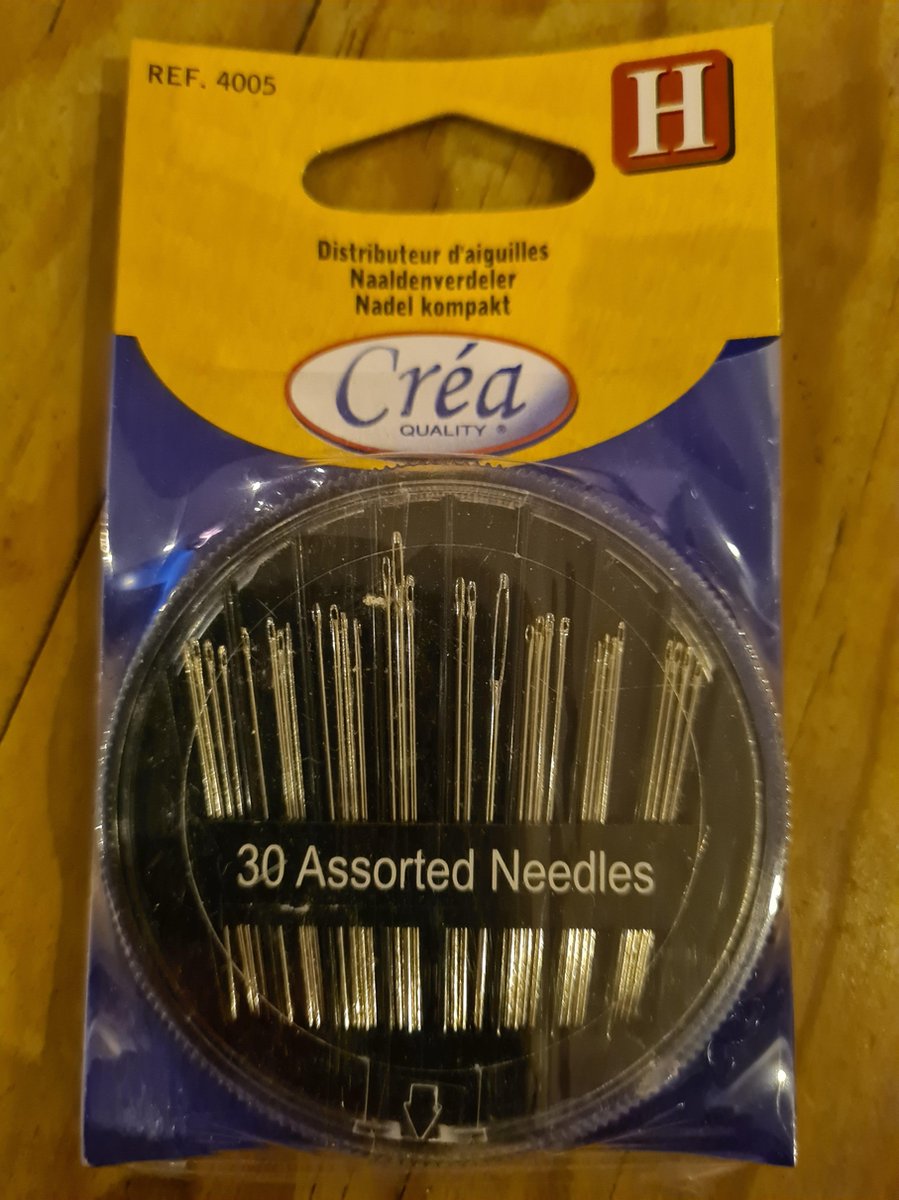 REF. 4005
H
Distributeur d'aiguilles
Naaldenverdeler
Nadel kompakt
Créa
QUALITY ®
30 Assorted Needles